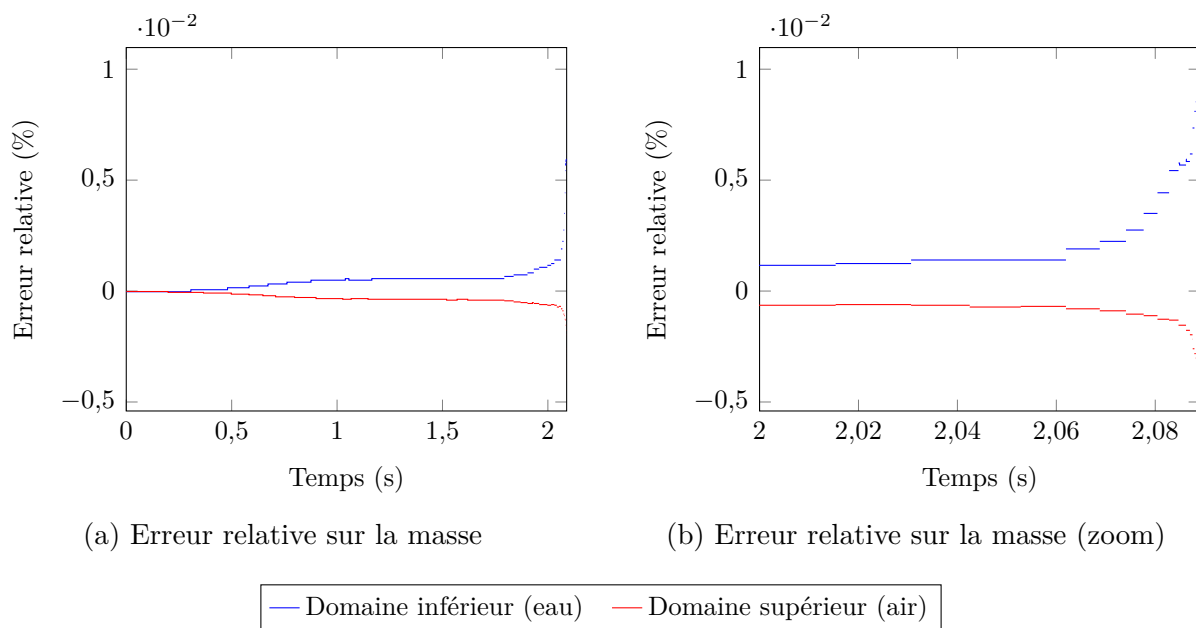 ·10⁻²
1
0,5
0
−0,5
Erreur relative (%)
0 0,5 1 1,5 2
Temps (s)
(a) Erreur relative sur la masse
·10⁻²
1
0,5
0
−0,5
Erreur relative (%)
2 2,02 2,04 2,06 2,08
Temps (s)
(b) Erreur relative sur la masse (zoom)
Domaine inférieur (eau) Domaine supérieur (air)